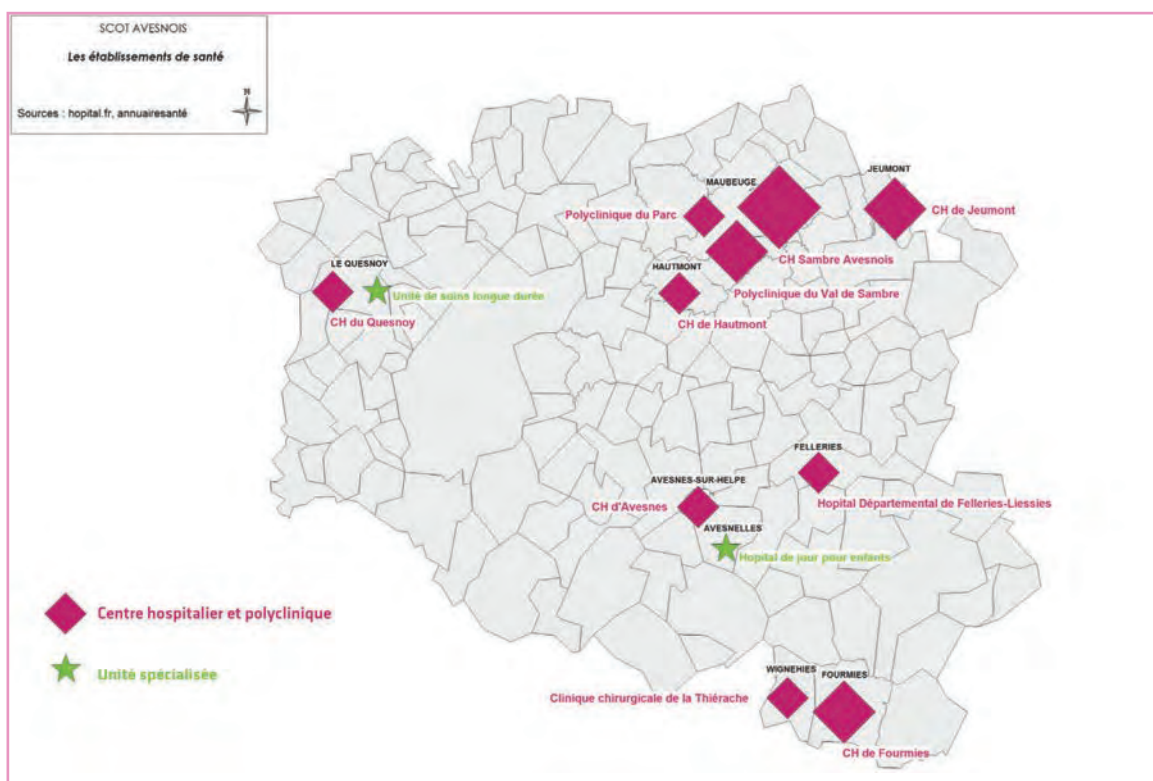 SCOT AVESNOIS
Les établissements de santé
N
Sources : hopital.fr, annuairesanté
MAUBEUGE
JEUMONT
Polyclinique du Parc
CH de Jeumont
CH Sambre Avesnois
LE QUESNOY
HAUTMONT
Unité de soins longue durée
Polyclinique du Val de Sambre
CH du Quesnoy
CH de Hautmont
FELLERIES
AVESNES-SUR-HELPE
Hopital Départemental de Felleries-Liessies
CH d'Avesnes
AVESNELLES
Hopital de jour pour enfants
Centre hospitalier et polyclinique
Unité spécialisée
WIGNEHIES
FOURMIES
Clinique chirurgicale de la Thiérache
CH de Fourmies